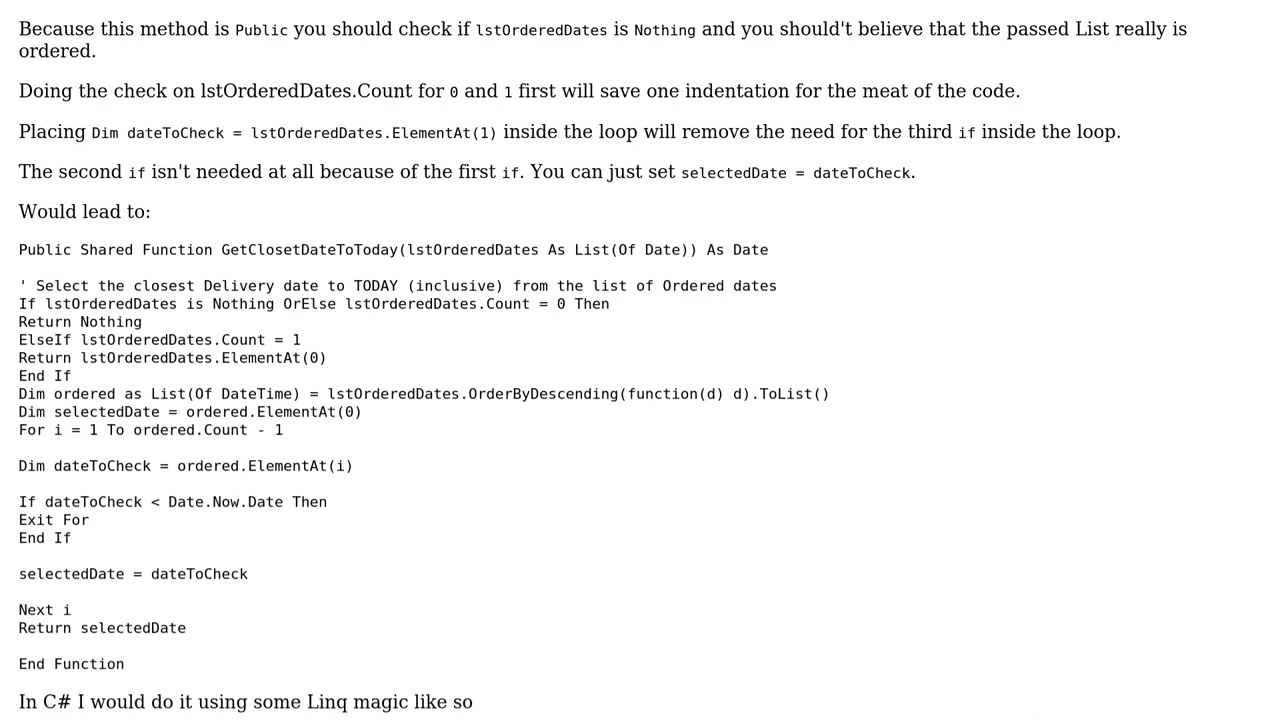 Because this method is Public you should check if lstOrderedDates is Nothing and you should't believe that the passed List really is
ordered.
Doing the check on lstOrderedDates.Count for 0 and 1 first will save one indentation for the meat of the code.
Placing Dim dateToCheck = lstOrderedDates.ElementAt(1) inside the loop will remove the need for the third if inside the loop.
The second if isn't needed at all because of the first if. You can just set selectedDate = dateToCheck.
Would lead to:
Public Shared Function GetClosetDateToToday(lstOrderedDates As List(Of Date)) As Date
' Select the closest Delivery date to TODAY (inclusive) from the list of Ordered dates
If lstOrderedDates is Nothing OrElse lstOrderedDates.Count = 0 Then
Return Nothing
ElseIf lstOrderedDates.Count = 1
Return lstOrderedDates.ElementAt(0)
End If
Dim ordered as List(Of DateTime) = lstOrderedDates.OrderByDescending(function(d) d).ToList()
Dim selectedDate = ordered.ElementAt(0)
For i = 1 To ordered.Count - 1
Dim dateToCheck = ordered.ElementAt(i)
If dateToCheck < Date.Now.Date Then
Exit For
End If
selectedDate = dateToCheck
Next i
Return selectedDate
End Function
In C# I would do it using some Linq magic like so